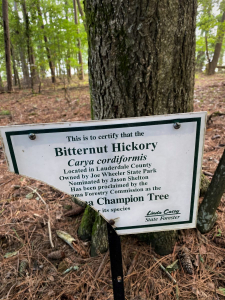 This is to certify that the
Bitternut Hickory
Carya cordiformis
Located in Lauderdale County
Owned by Joe Wheeler State Park
Nominated by Jason Shelton
Has been proclaimed by the
ma Forestry Commission as the
a Champion Tree
its species
State Forester